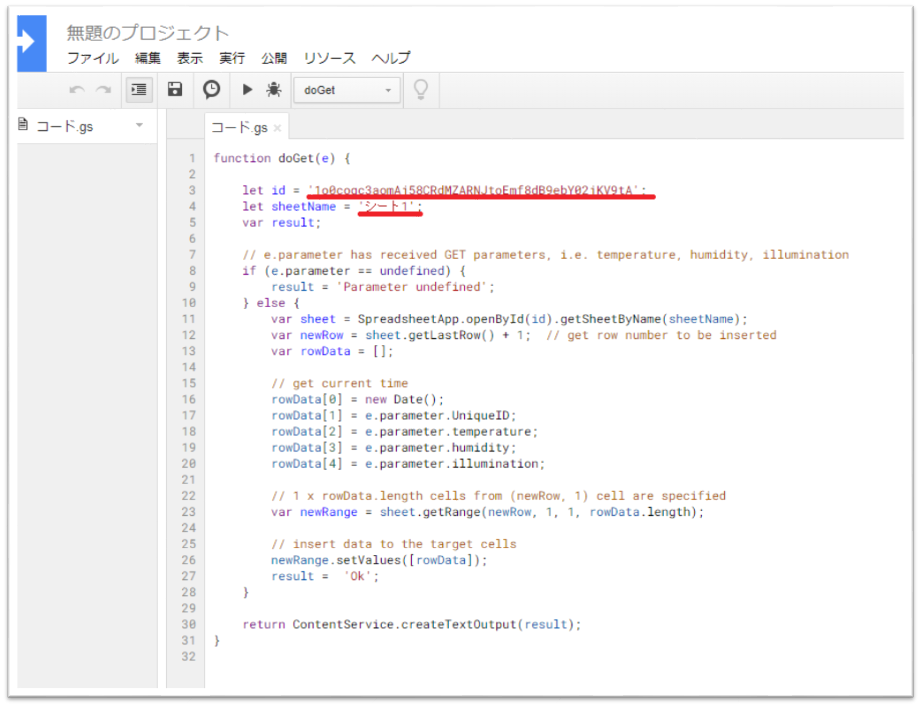 無題のプロジェクト
ファイル 編集 表示 実行 公開 リソース ヘルプ
doGet
コード.gs
コード.gs ×
1 function doGet(e) {
2
3 let id =
4 let sheetName = 'シート1';
5 var result;
6
7 // e.parameter has received GET parameters, i.e. temperature, humidity, illumination
8 if (e.parameter == undefined) {
9 result = 'Parameter undefined';
10 } else {
11 var sheet = SpreadsheetApp.openById(id).getSheetByName(sheetName);
12 var newRow = sheet.getLastRow() + 1; // get row number to be inserted
13 var rowData = [];
14
15 // get current time
16 rowData[0] = new Date();
17 rowData[1] = e.parameter.UniqueID;
18 rowData[2] = e.parameter.temperature;
19 rowData[3] = e.parameter.humidity;
20 rowData[4] = e.parameter.illumination;
21
22 // 1 x rowData.length cells from (newRow, 1) cell are specified
23 var newRange = sheet.getRange(newRow, 1, 1, rowData.length);
24
25 // insert data to the target cells
26 newRange.setValues([rowData]);
27 result = 'Ok';
28 }
29
30 return ContentService.createTextOutput(result);
31 }
32